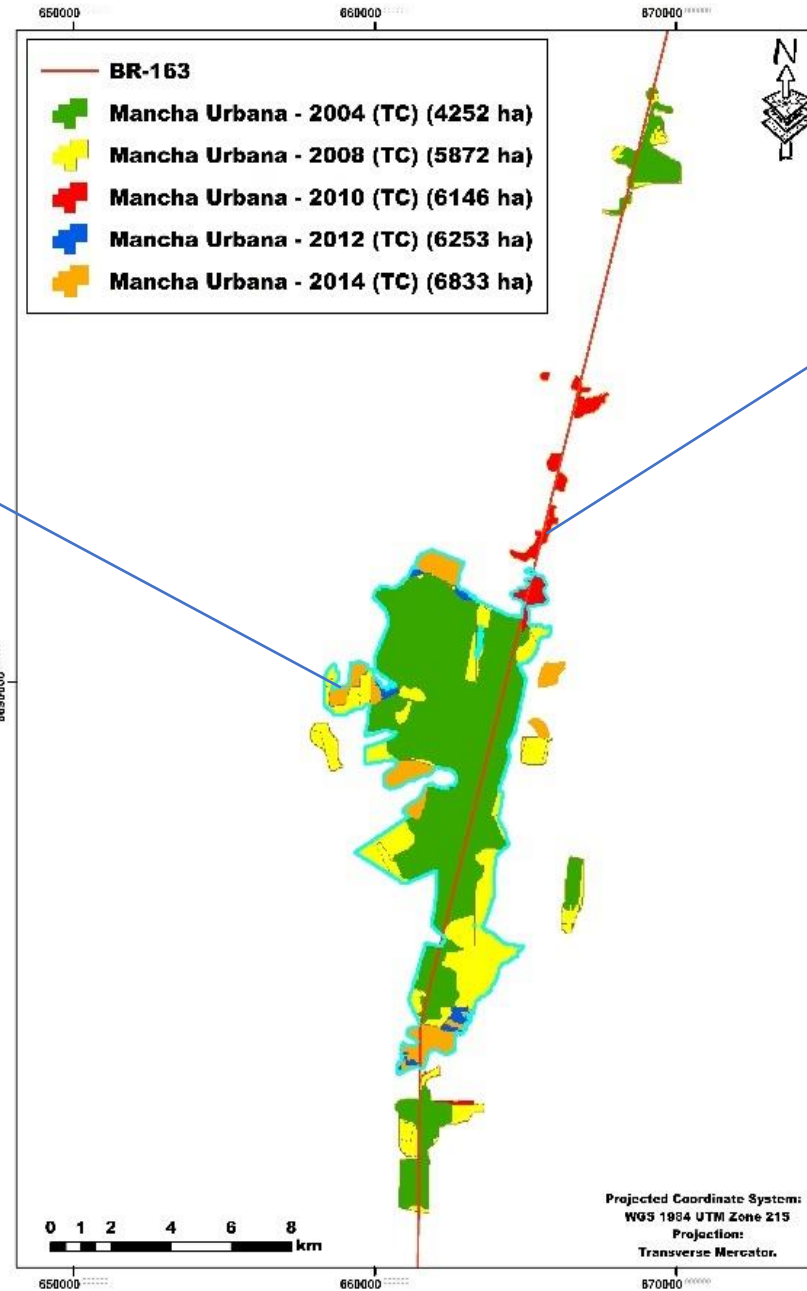 650000 660000 670000
N
BR-163
Mancha Urbana - 2004 (TC) (4252 ha)
Mancha Urbana - 2008 (TC) (5872 ha)
Mancha Urbana - 2010 (TC) (6146 ha)
Mancha Urbana - 2012 (TC) (6253 ha)
Mancha Urbana - 2014 (TC) (6833 ha)
Projected Coordinate System:
WGS 1984 UTM Zone 21S
Projection:
Transverse Mercator.
0 1 2 4 6 8
km
650000 660000 670000